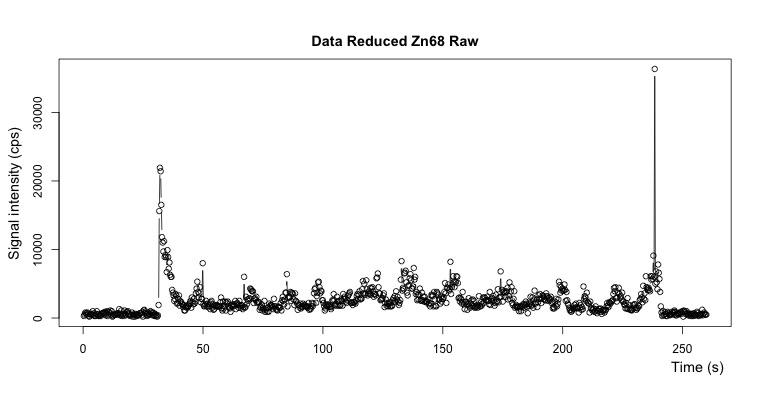 Data Reduced Zn68 Raw
Signal intensity (cps)
30000
20000
10000
0
0 50 100 150 200 250
Time (s)